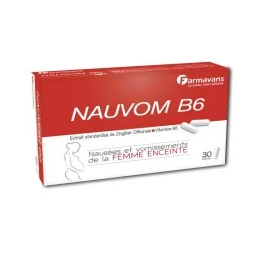 Farmavans
NAUVOM B6
Extrait standardisé de Zingiber Officinale + Vitamine B6
Nausées et vomissements
de la FEMME ENCEINTE
30